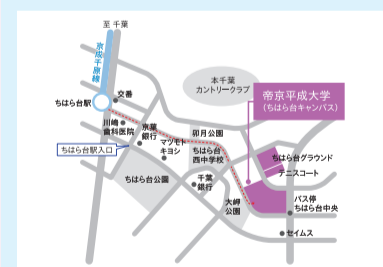 至 千葉
京成千原線
本千葉
カントリークラブ
帝京平成大学
（ちはら台キャンパス）
ちはら台駅
交番
川嶋
歯科医院
京葉
銀行
卯月公園
マツモト
キヨシ
ちはら台
西中学校
ちはら台駅入口
ちはら台グラウンド
テニスコート
ちはら台公園
千葉
銀行
大岬
公園
バス停
ちはら台中央
セイムス